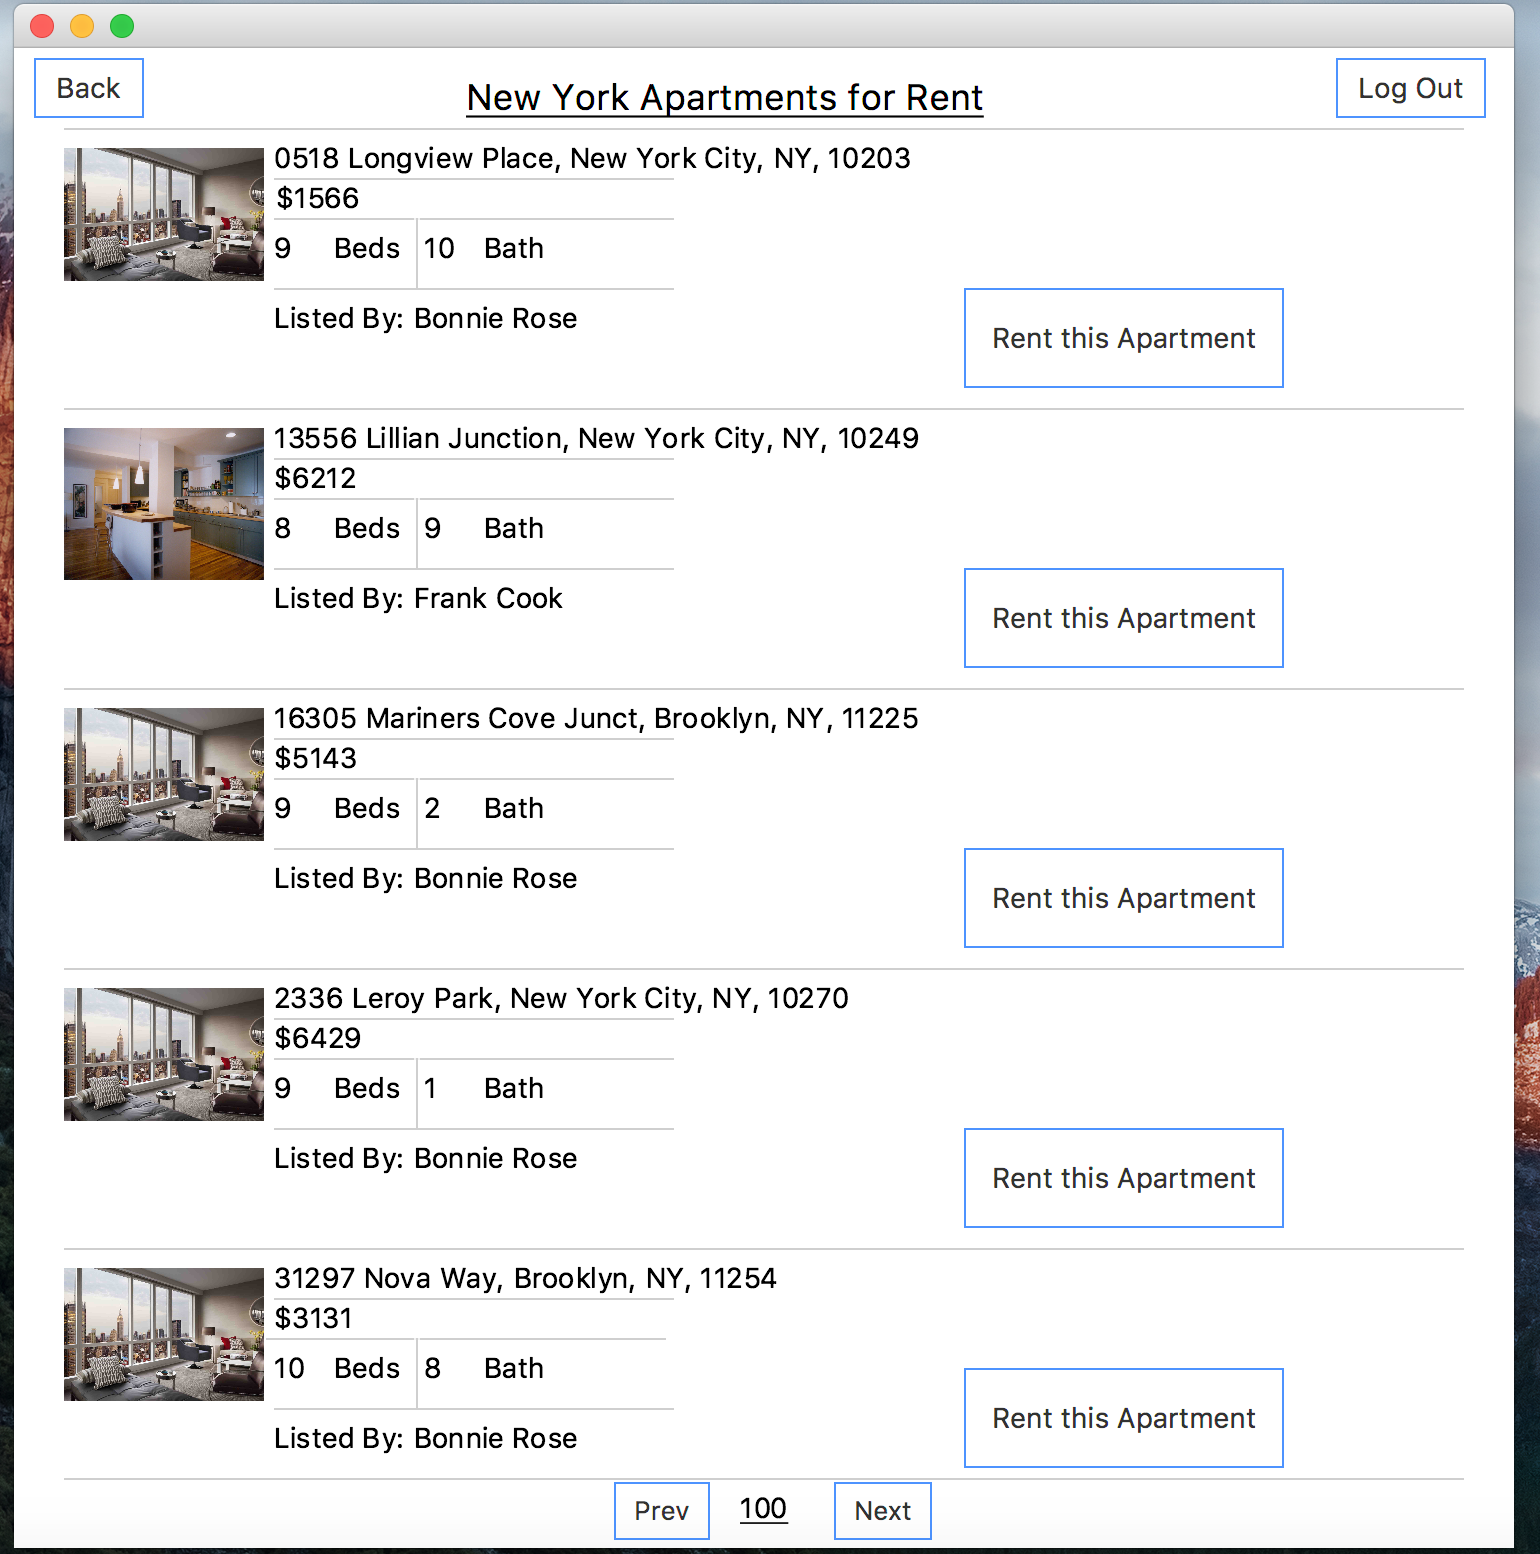 Back
New York Apartments for Rent
Log Out
0518 Longview Place, New York City, NY, 10203
$1566
9 Beds 10 Bath
Listed By: Bonnie Rose
Rent this Apartment
13556 Lillian Junction, New York City, NY, 10249
$6212
8 Beds 9 Bath
Listed By: Frank Cook
Rent this Apartment
16305 Mariners Cove Junct, Brooklyn, NY, 11225
$5143
9 Beds 2 Bath
Listed By: Bonnie Rose
Rent this Apartment
2336 Leroy Park, New York City, NY, 10270
$6429
9 Beds 1 Bath
Listed By: Bonnie Rose
Rent this Apartment
31297 Nova Way, Brooklyn, NY, 11254
$3131
10 Beds 8 Bath
Listed By: Bonnie Rose
Rent this Apartment
Prev 100 Next